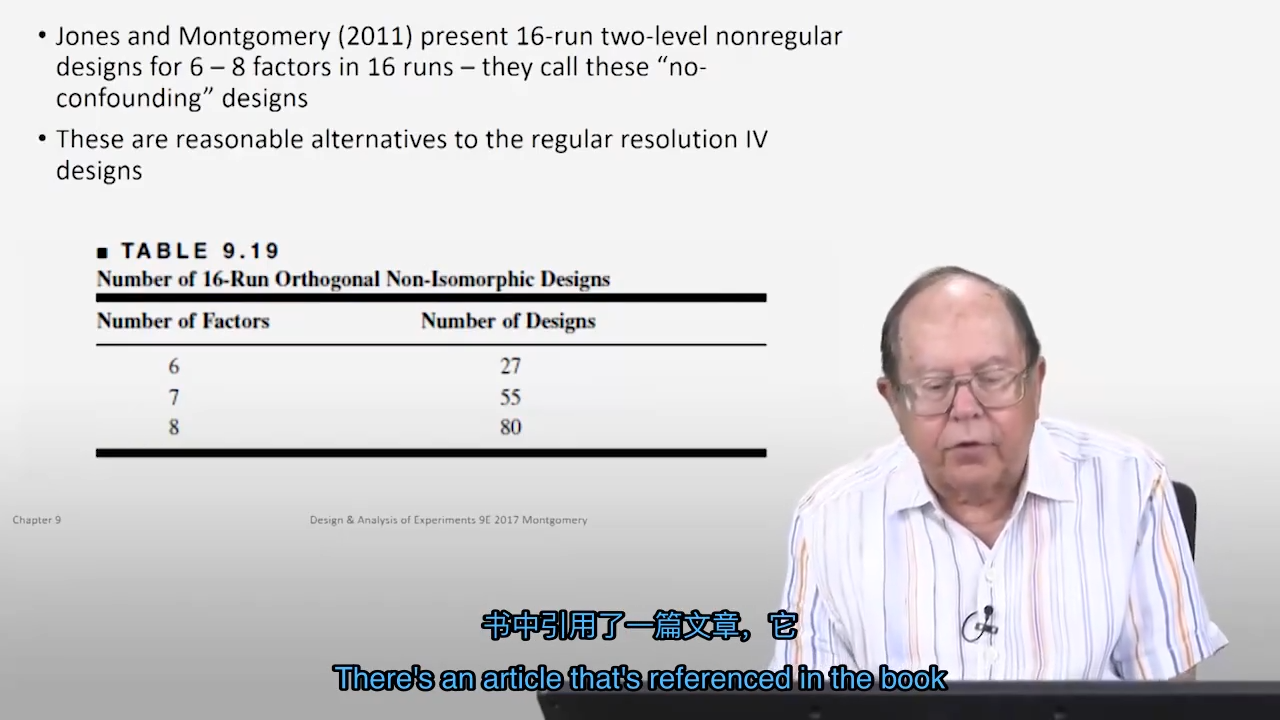 • Jones and Montgomery (2011) present 16-run two-level nonregular
designs for 6 – 8 factors in 16 runs – they call these “no-
confounding” designs
• These are reasonable alternatives to the regular resolution IV
designs
■ TABLE 9.19
Number of 16-Run Orthogonal Non-Isomorphic Designs
Number of Factors Number of Designs
6 27
7 55
8 80
Chapter 9 Design & Analysis of Experiments 9E 2017 Montgomery
书中引用了一篇文章，它
There's an article that's referenced in the book